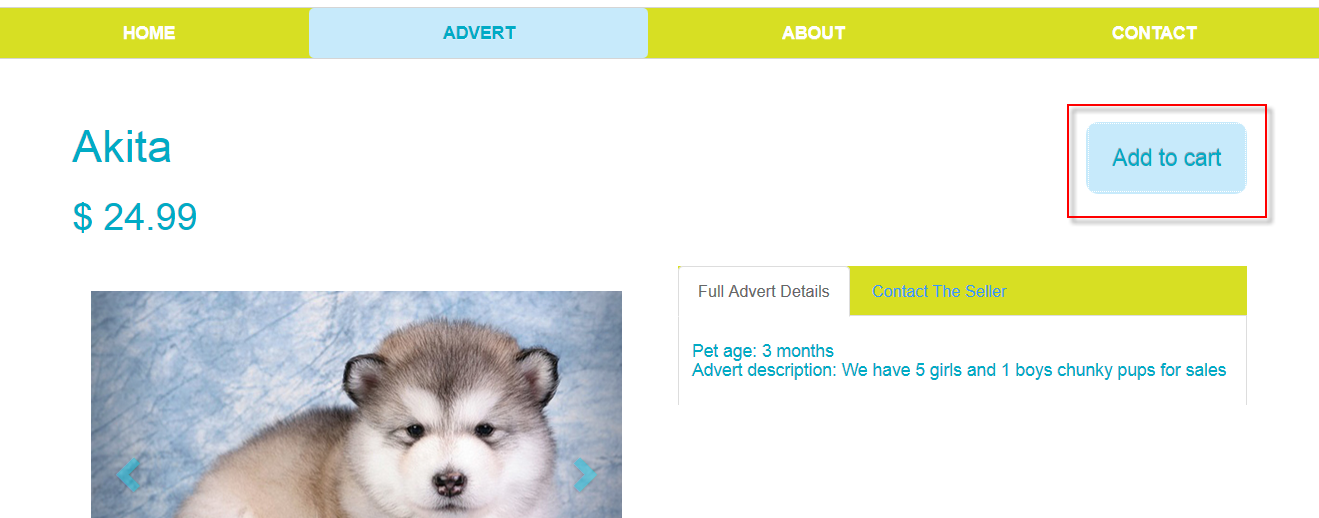 HOME ADVERT ABOUT CONTACT
Akita
Add to cart
$ 24.99
Full Advert Details Contact The Seller
Pet age: 3 months
Advert description: We have 5 girls and 1 boys chunky pups for sales